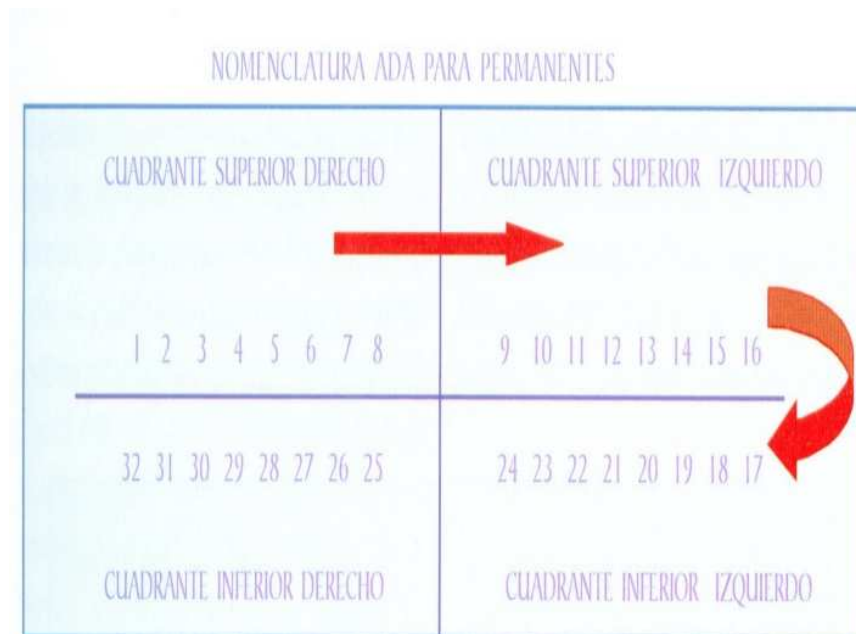 NOMENCLATURA ADA PARA PERMANENTES
CUADRANTE SUPERIOR DERECHO
CUADRANTE SUPERIOR IZQUIERDO
1 2 3 4 5 6 7 8
9 10 11 12 13 14 15 16
32 31 30 29 28 27 26 25
24 23 22 21 20 19 18 17
CUADRANTE INFERIOR DERECHO
CUADRANTE INFERIOR IZQUIERDO